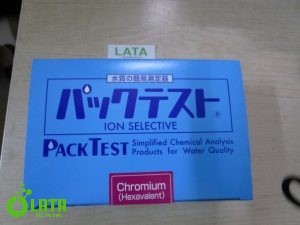 LATA
水質の簡易測定器
パックテスト®
ION SELECTIVE
PACKTEST Simplified Chemical Analysis
Products for Water Quality
Chromium
(Hexavalent)
LATA